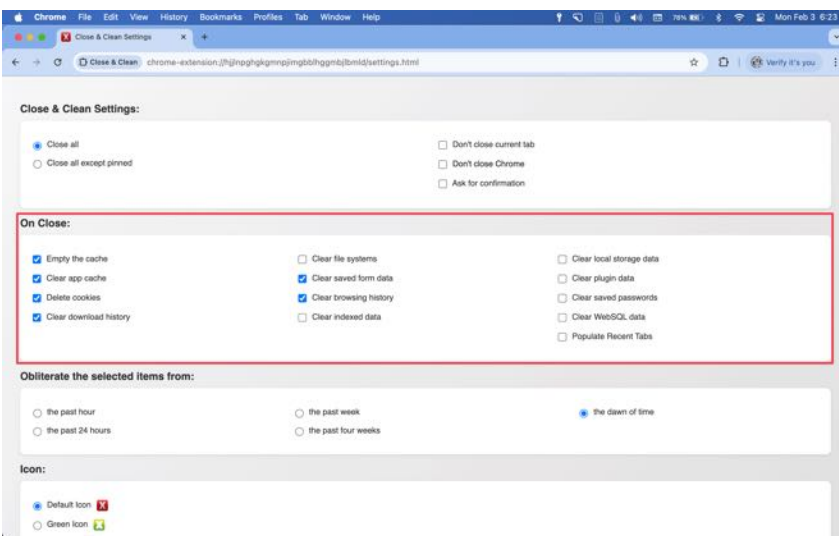 Chrome File Edit View History Bookmarks Profiles Tab Window Help 78% Mon Feb 3 6:23
Close & Clean Settings
Close & Clean chrome-extension:// Verify it's you
Close & Clean Settings:
Close all
Don't close current tab
Close all except pinned
Don't close Chrome
Ask for confirmation
On Close:
Empty the cache
Clear file systems
Clear local storage data
Clear app cache
Clear saved form data
Clear plugin data
Delete cookies
Clear browsing history
Clear saved passwords
Clear download history
Clear indexed data
Clear WebSQL data
Populate Recent Tabs
Obliterate the selected items from:
the past hour
the past week
the dawn of time
the past 24 hours
the past four weeks
Icon:
Default Icon
Green Icon